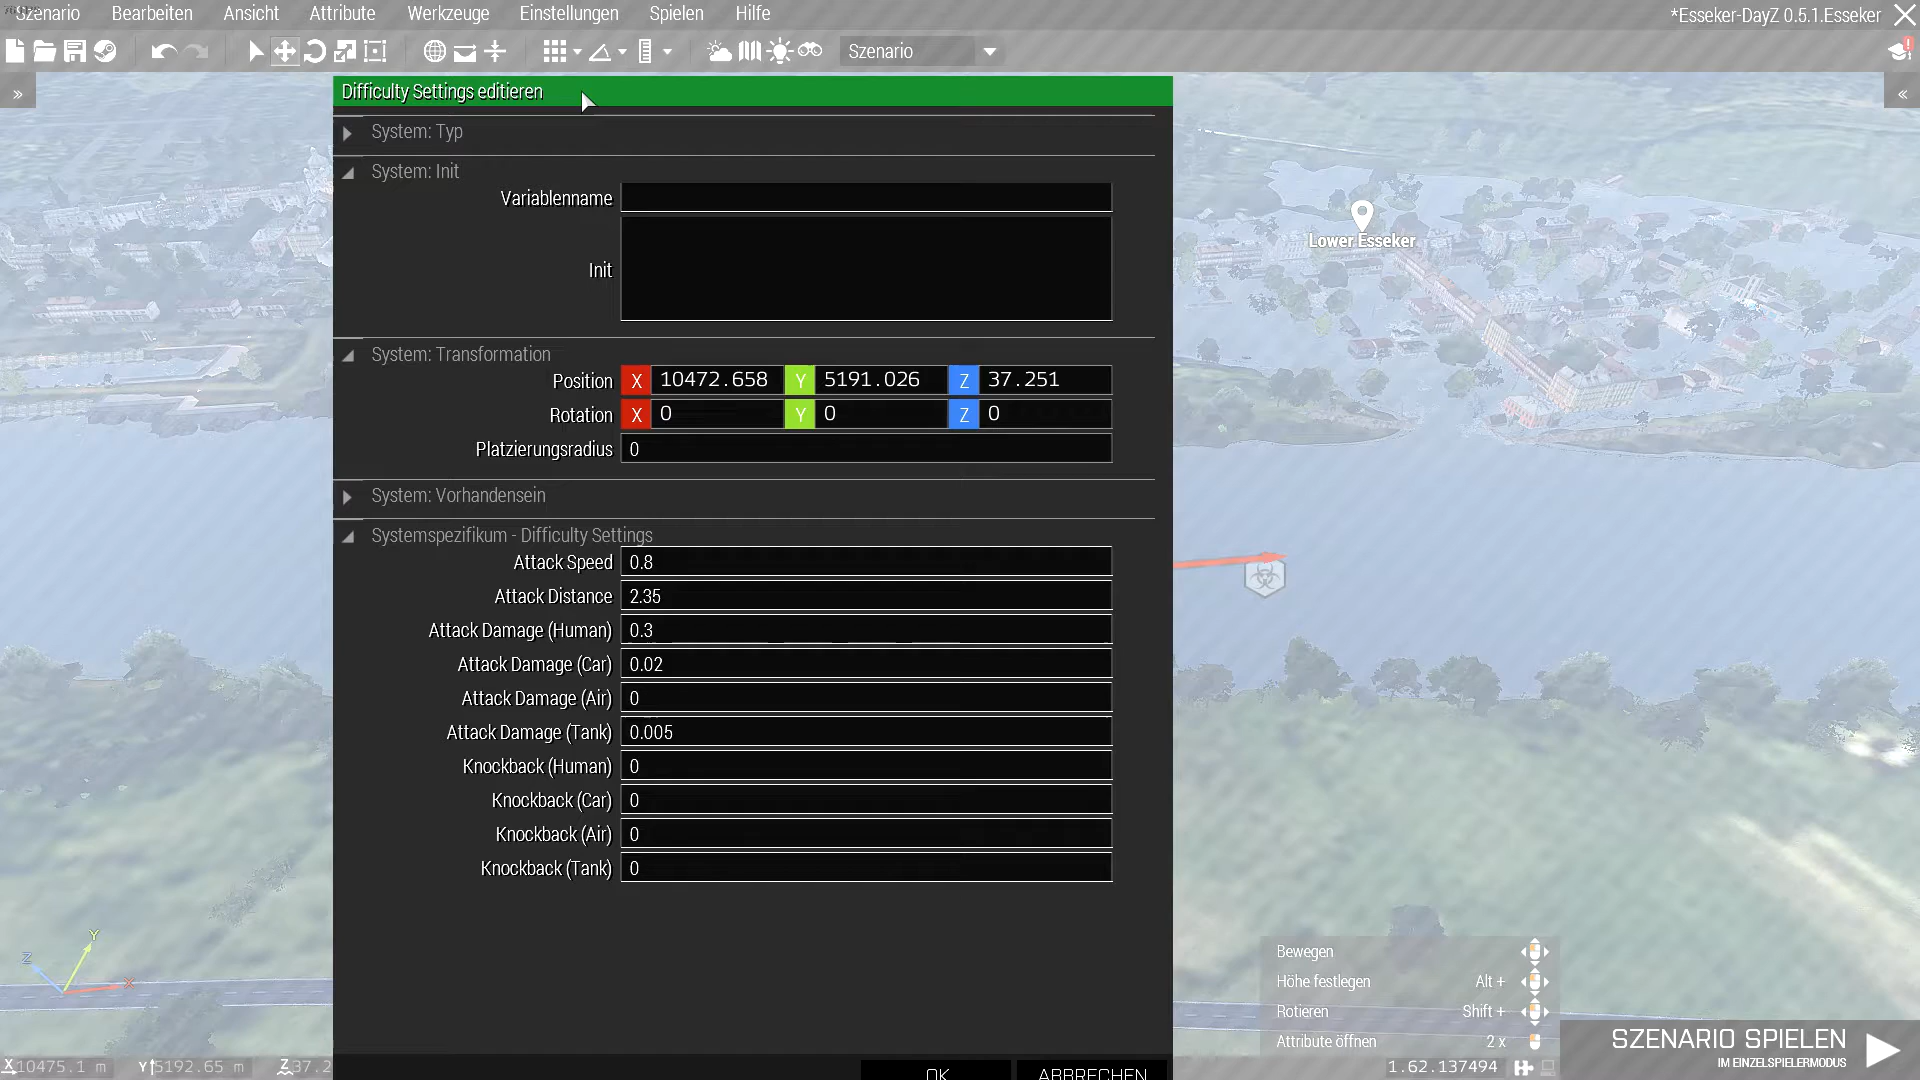 Szenario Bearbeiten Ansicht Attribute Werkzeuge Einstellungen Spielen Hilfe
*Esseker-DayZ 0.5.1.Esseker
Szenario
Difficulty Settings editieren
System: Typ
System: Init
Variablenname
Init
System: Transformation
Position X 10472.658 Y 5191.026 Z 37.251
Rotation X 0 Y 0 Z 0
Platzierungsradius 0
System: Vorhandensein
Systemspezifikum - Difficulty Settings
Attack Speed 0.8
Attack Distance 2.35
Attack Damage (Human) 0.3
Attack Damage (Car) 0.02
Attack Damage (Air) 0
Attack Damage (Tank) 0.005
Knockback (Human) 0
Knockback (Car) 0
Knockback (Air) 0
Knockback (Tank) 0
OK ABBRECHEN
Lower Esseker
Y
Z
X
Bewegen
Höhe festlegen Alt +
Rotieren Shift +
Attribute öffnen 2 x
SZENARIO SPIELEN
IM EINZELSPIELERMODUS
X 10475.1 m Y 5192.65 m Z 37.2
1.62.137494